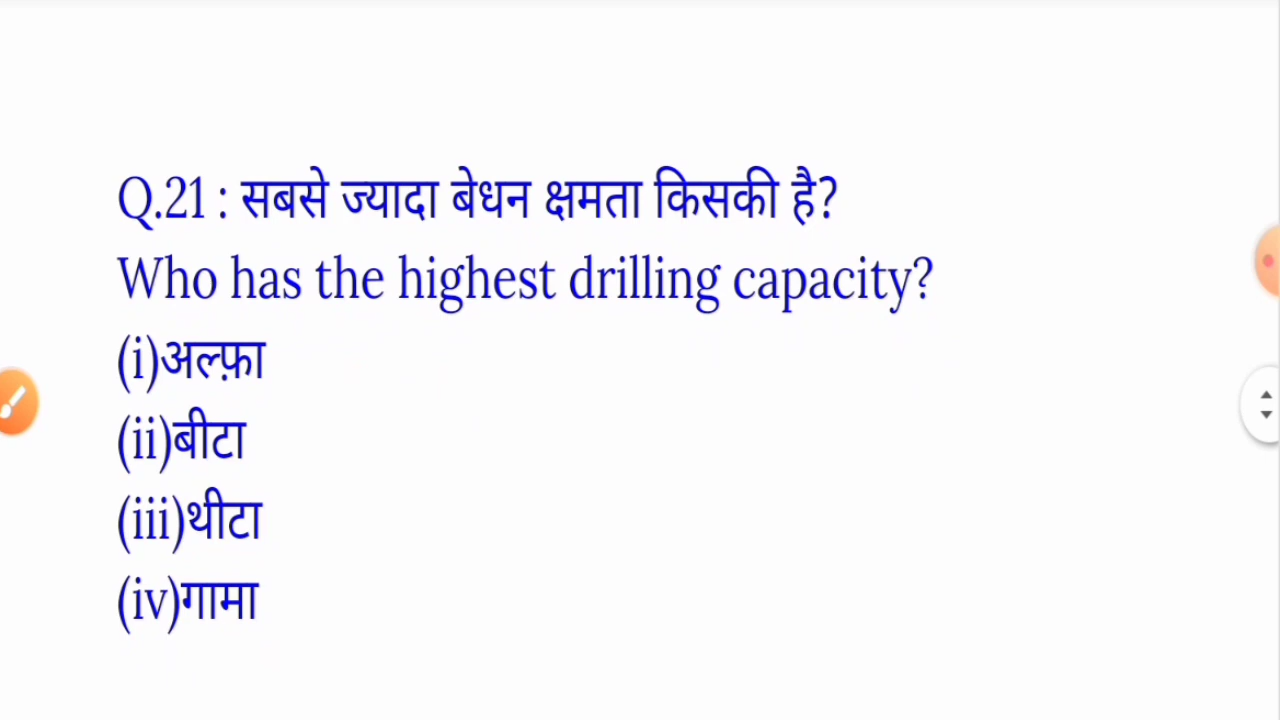 Q.21 : सबसे ज्यादा बेधन क्षमता किसकी है?
Who has the highest drilling capacity?
(i)अल्फ़ा
(ii)बीटा
(iii)थीटा
(iv)गामा